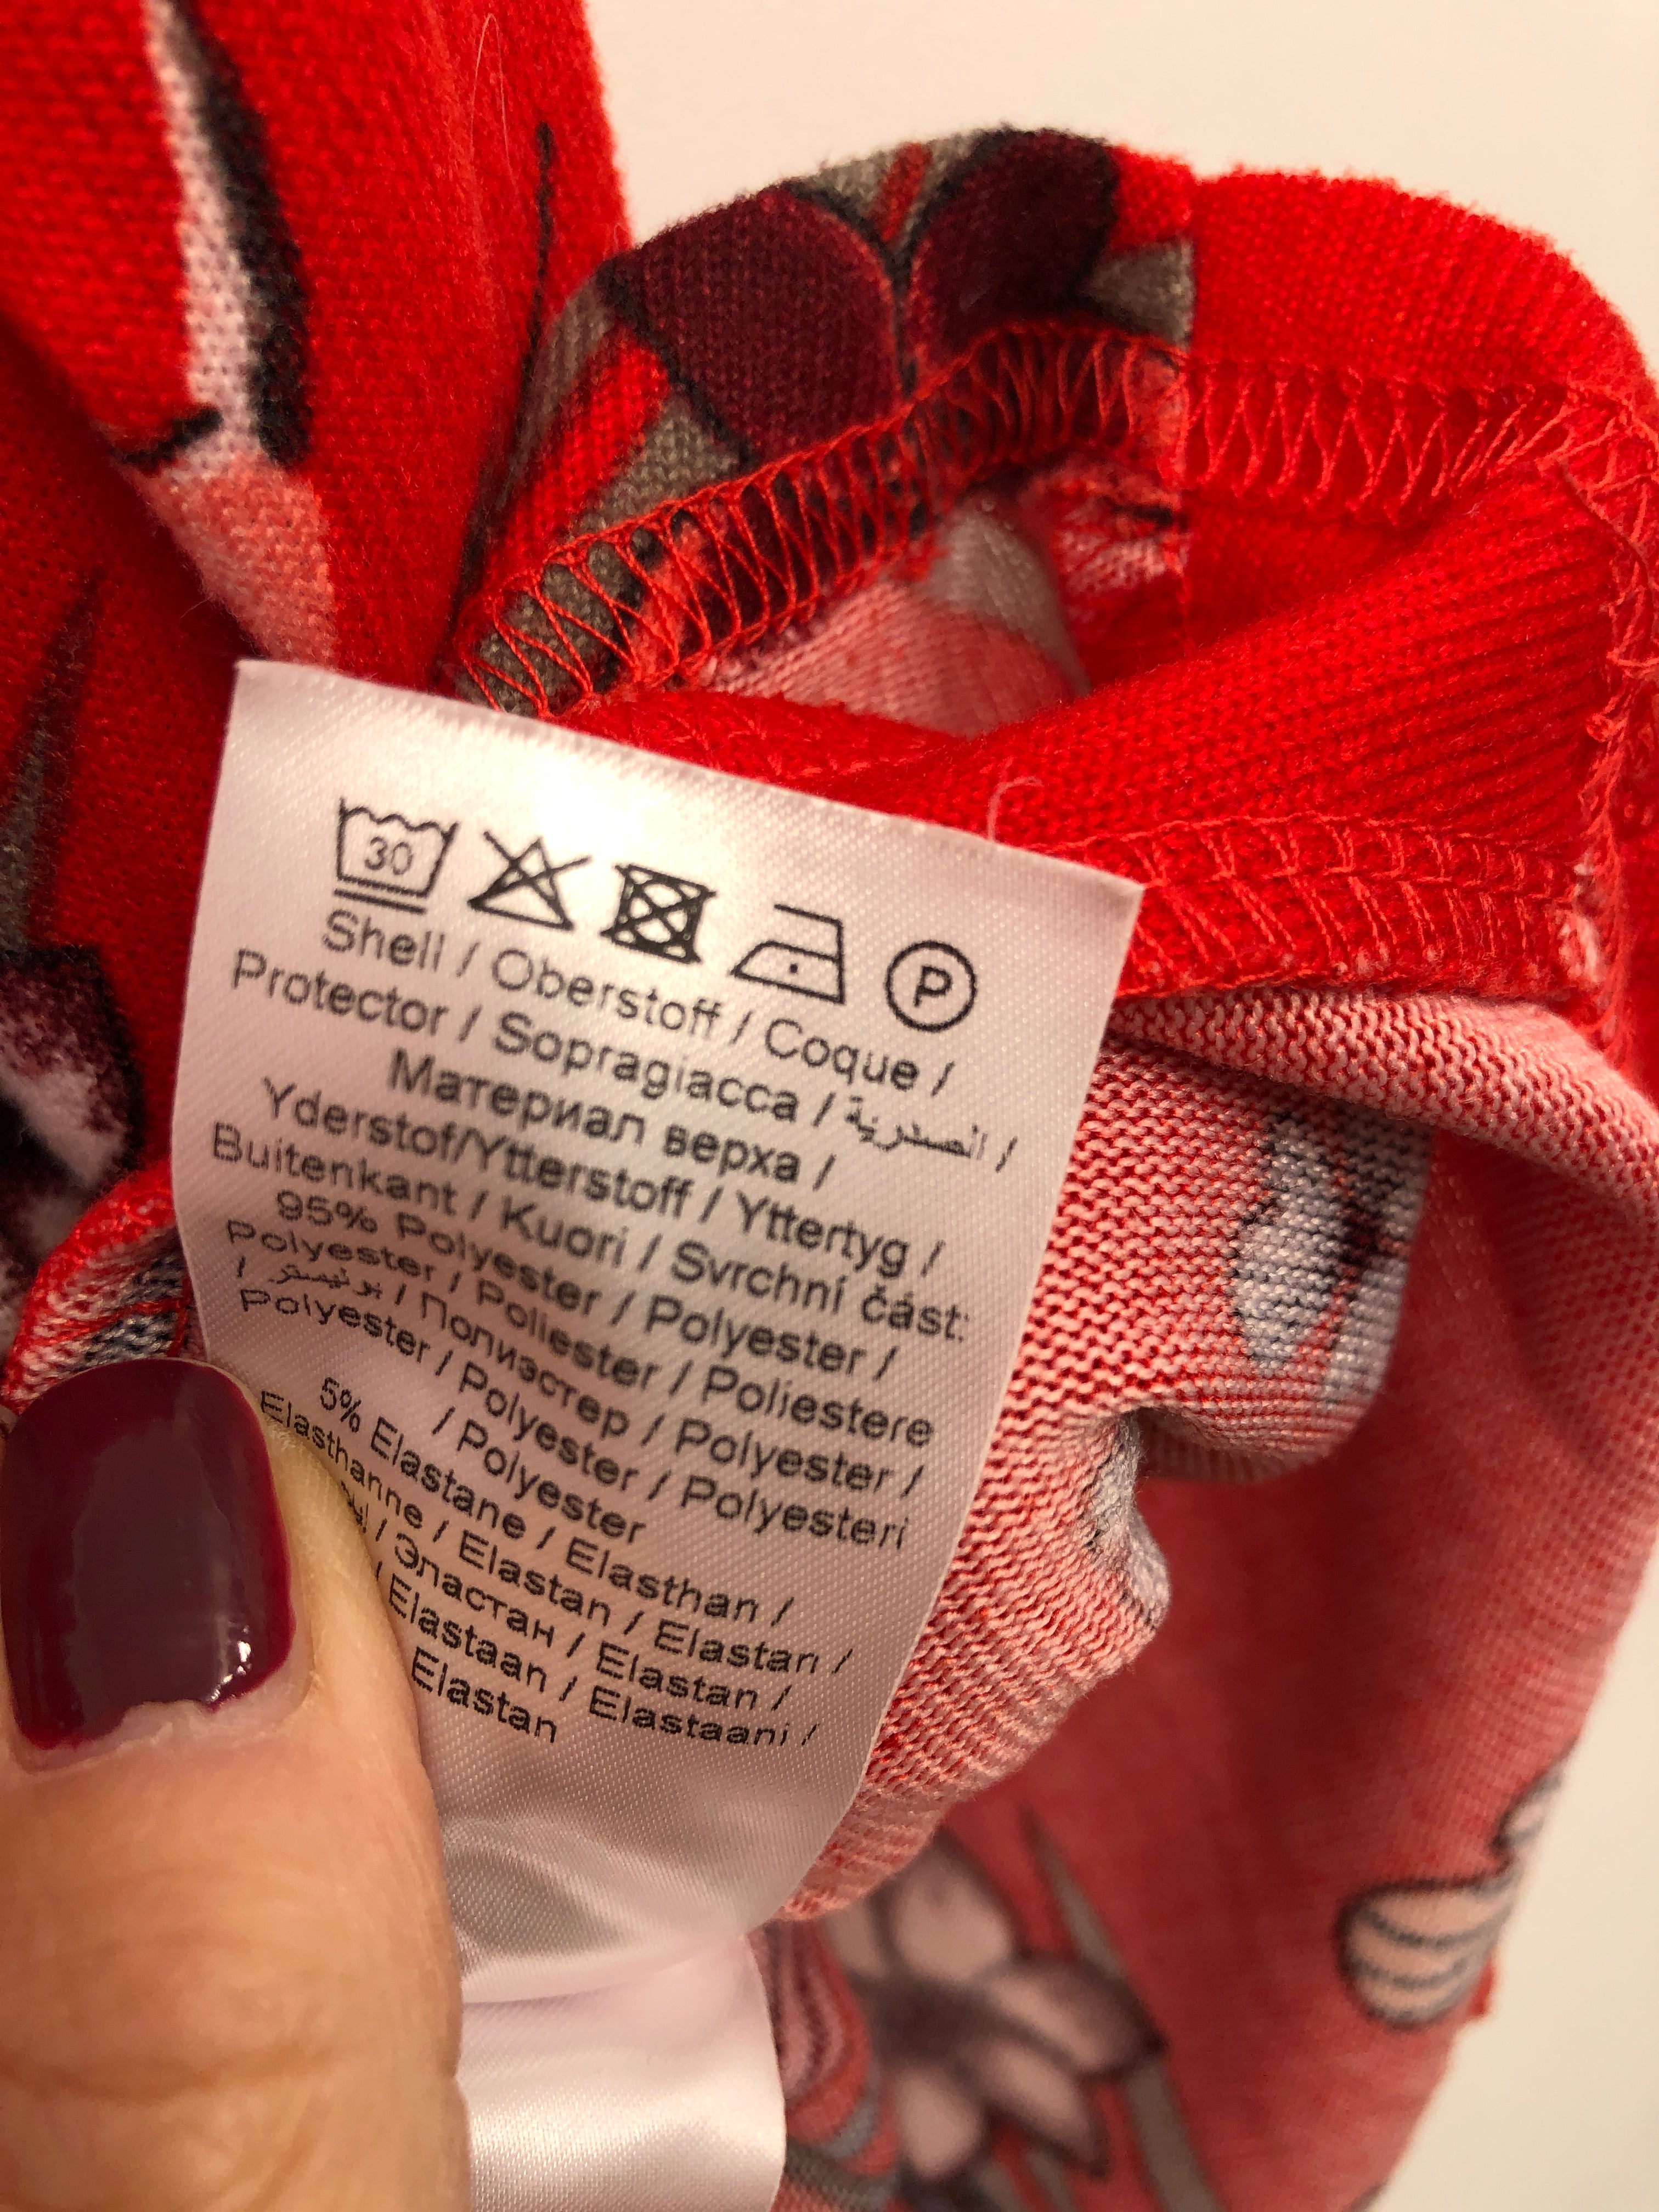 30
P
Shell / Oberstoff / Coque /
Protector / Sopragiacca / الصدرية /
Материал верха /
Yderstof/Ytterstoff / Yttertyg /
Buitenkant / Kuori / Svrchní část:
95% Polyester / Polyester /
Polyester / Poliester / Poliestere
/ بوليستر / Полиэстер / Polyester /
Polyester / Polyester / Polyesteri
/ Polyester
5% Elastane / Elasthan /
Elasthanne / Elastan / Elastan /
/ Эластан / Elastan /
/ Elastaan / Elastaani /
Elastan